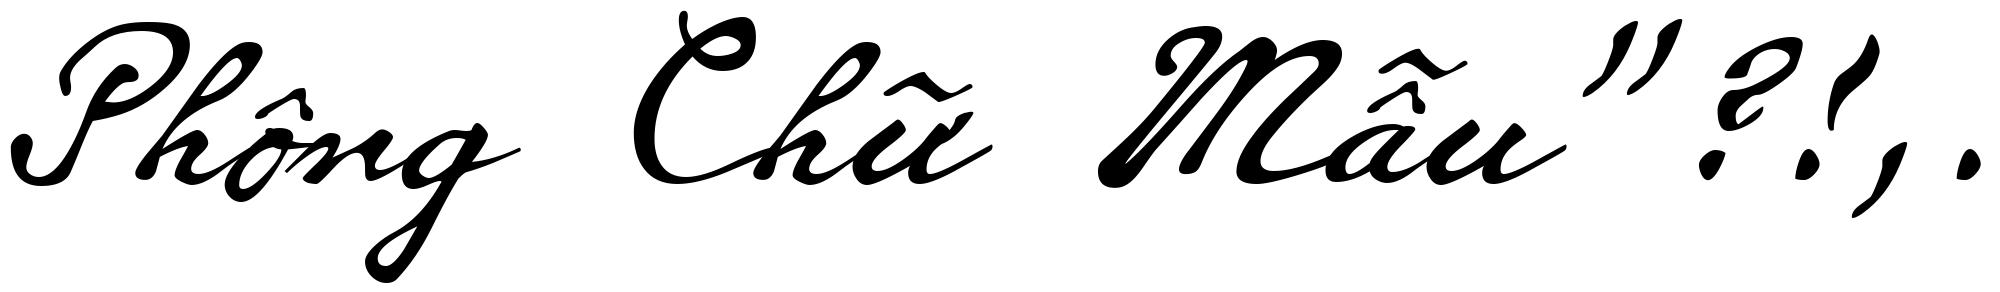 Phông Chữ Mẫu " ? ! , .